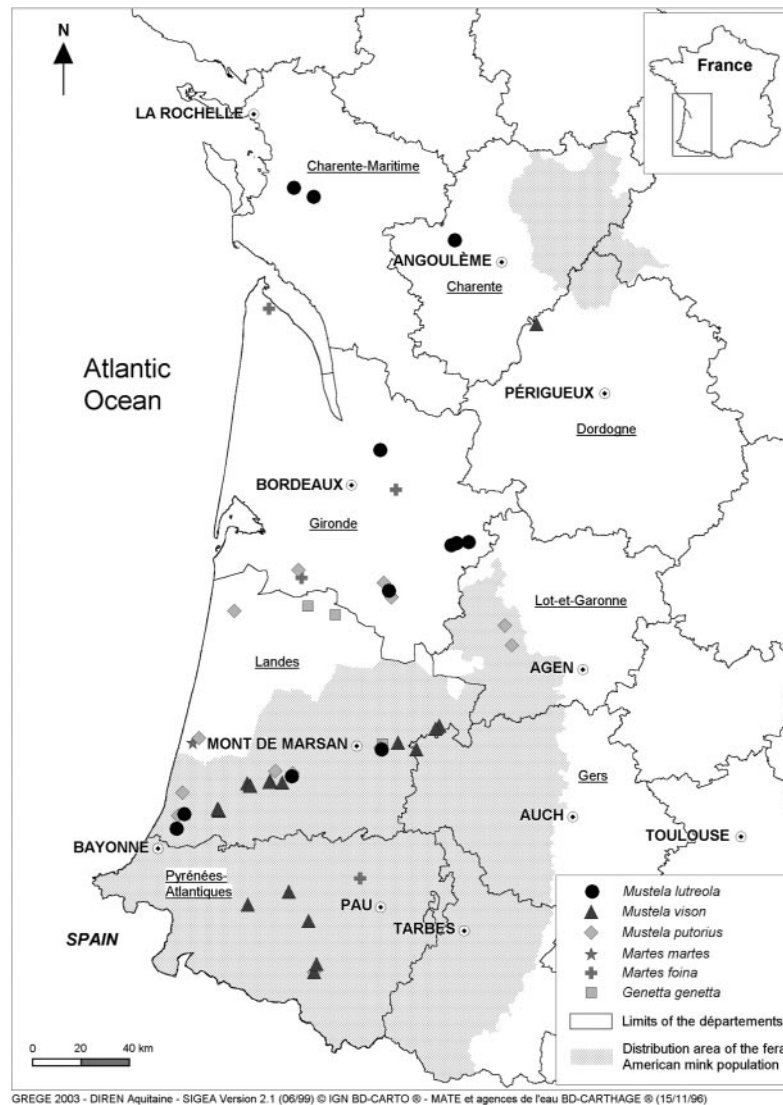 N
France
LA ROCHELLE
Charente-Maritime
ANGOULÈME
Charente
Atlantic
Ocean
PÉRIGUEUX
Dordogne
BORDEAUX
Gironde
Lot-et-Garonne
AGEN
Landes
MONT DE MARSAN
Gers
AUCH
TOULOUSE
BAYONNE
Pyrénées-
Atlantiques
PAU
TARBES
SPAIN
Mustela lutreola
Mustela vison
Mustela putorius
Martes martes
Martes foina
Genetta genetta
Limits of the départements
Distribution area of the fera
American mink population
0 20 40 km
GREGE 2003 - DIREN Aquitaine - SIGEA Version 2.1 (06/99) © IGN BD-CARTO ® - MATE et agences de l'eau BD-CARTHAGE ® (15/11/96)